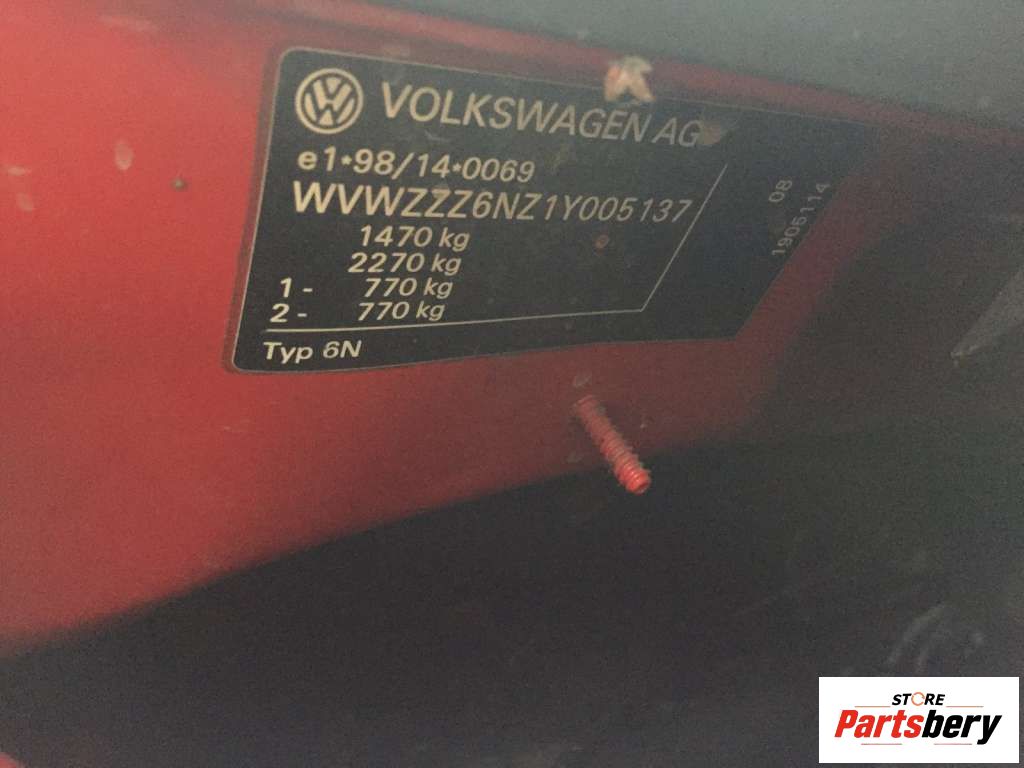 VOLKSWAGEN AG
e1*98/14*0069
WVWZZZ6NZ1Y005137
1470 kg
2270 kg
1- 770 kg
2- 770 kg
Typ 6N
08
1905114
STORE
Partsbery